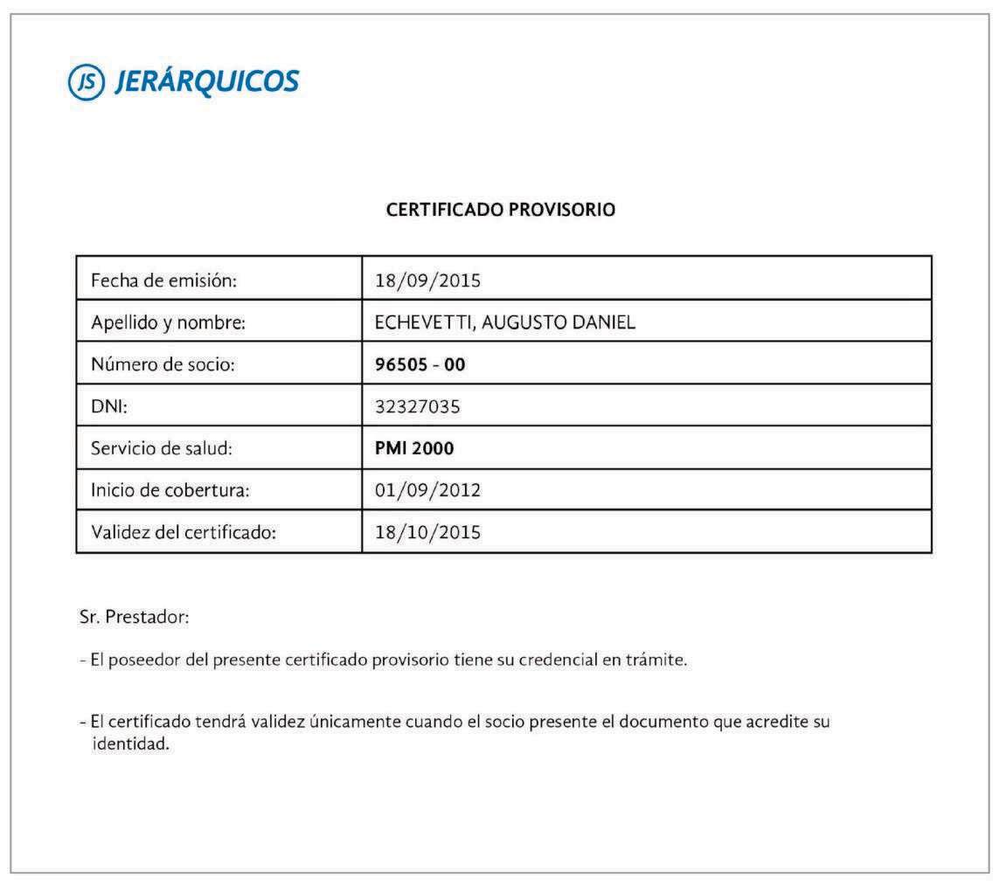 JS JERÁRQUICOS
CERTIFICADO PROVISORIO
Fecha de emisión: 18/09/2015
Apellido y nombre: ECHEVETTI, AUGUSTO DANIEL
Número de socio: 96505 - 00
DNI: 32327035
Servicio de salud: PMI 2000
Inicio de cobertura: 01/09/2012
Validez del certificado: 18/10/2015
Sr. Prestador:
- El poseedor del presente certificado provisorio tiene su credencial en trámite.
- El certificado tendrá validez únicamente cuando el socio presente el documento que acredite su
identidad.